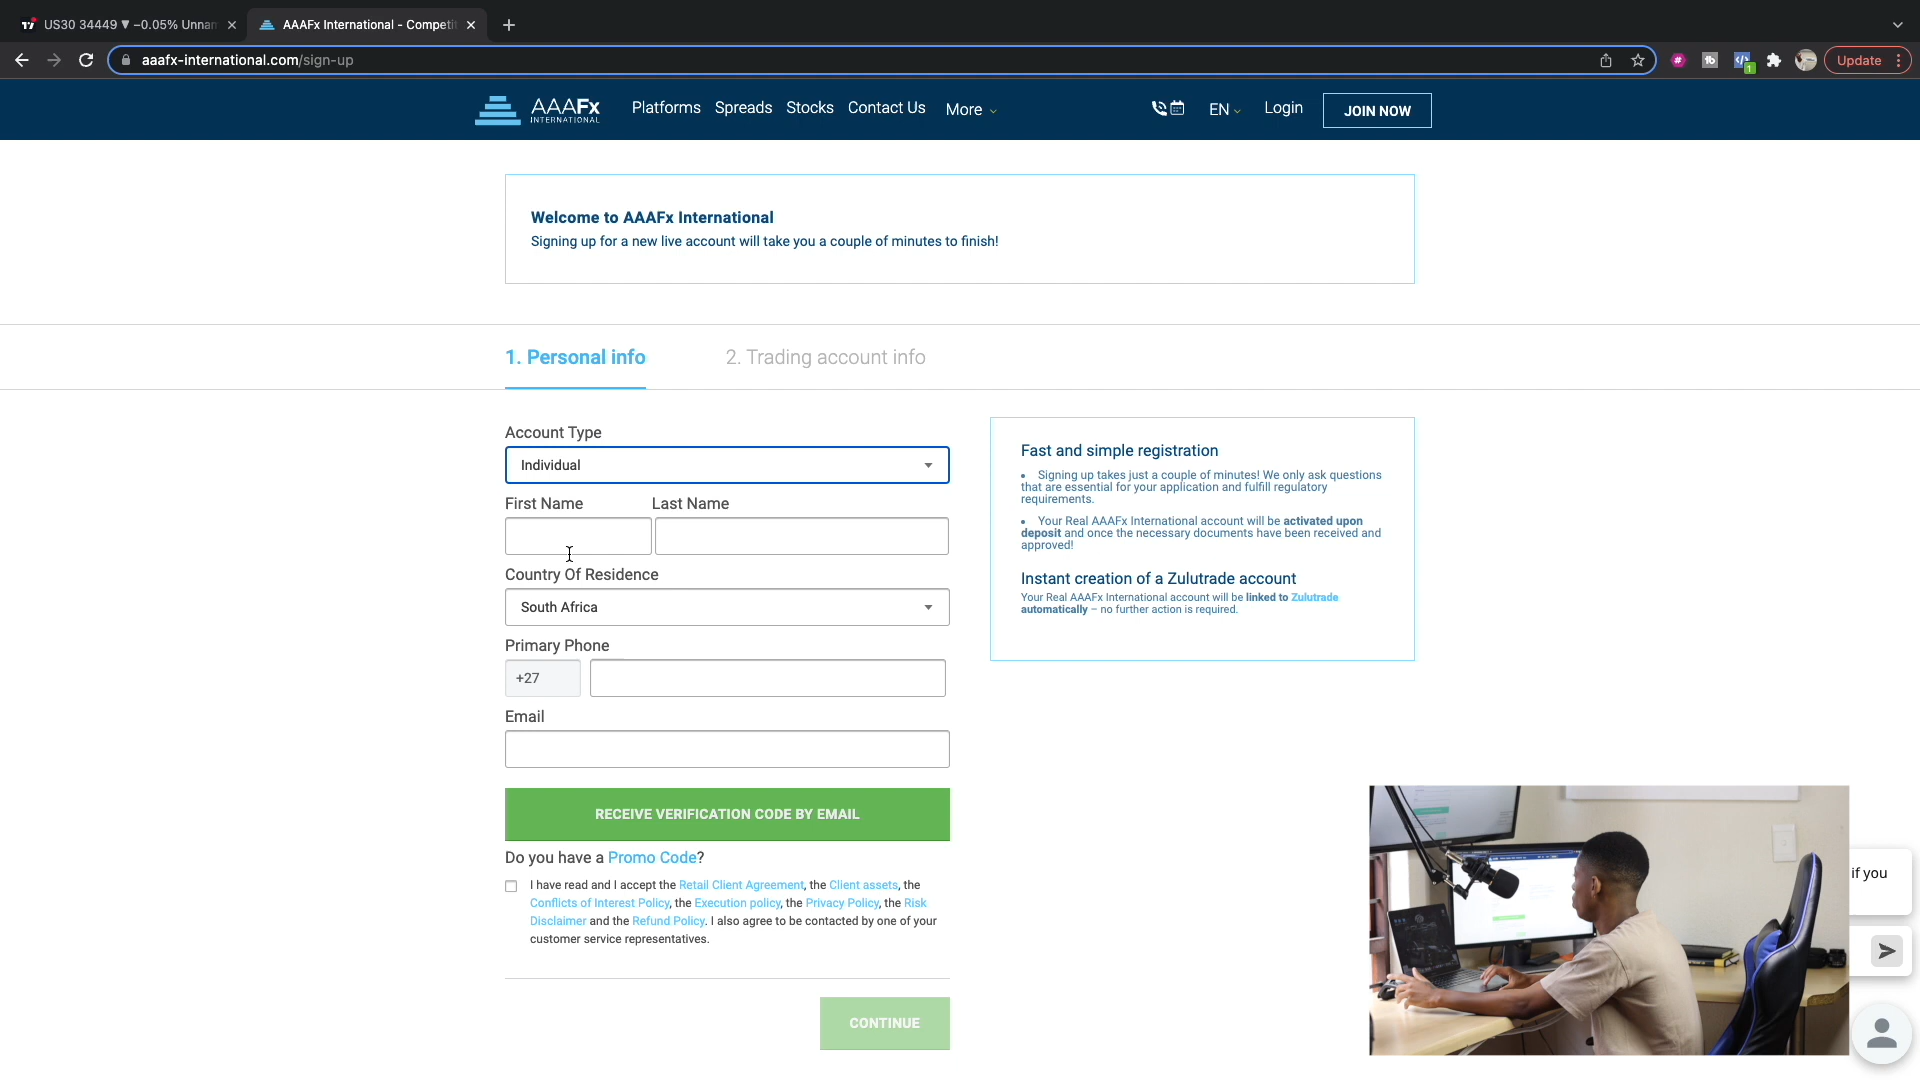 US30 34449 ▼ −0.05% Unnam
AAAFx International - Competit
aaafx-international.com/sign-up
Update
AAAFx
INTERNATIONAL
Platforms Spreads Stocks Contact Us More
EN Login JOIN NOW
Welcome to AAAFx International
Signing up for a new live account will take you a couple of minutes to finish!
1. Personal info 2. Trading account info
Account Type
Individual
First Name Last Name
Country Of Residence
South Africa
Primary Phone
+27
Email
RECEIVE VERIFICATION CODE BY EMAIL
Do you have a Promo Code?
I have read and I accept the Retail Client Agreement, the Client assets, the
Conflicts of Interest Policy, the Execution policy, the Privacy Policy, the Risk
Disclaimer and the Refund Policy. I also agree to be contacted by one of your
customer service representatives.
CONTINUE
Fast and simple registration
• Signing up takes just a couple of minutes! We only ask questions
that are essential for your application and fulfill regulatory
requirements.
• Your Real AAAFx International account will be activated upon
deposit and once the necessary documents have been received and
approved!
Instant creation of a Zulutrade account
Your Real AAAFx International account will be linked to Zulutrade
automatically – no further action is required.
if you